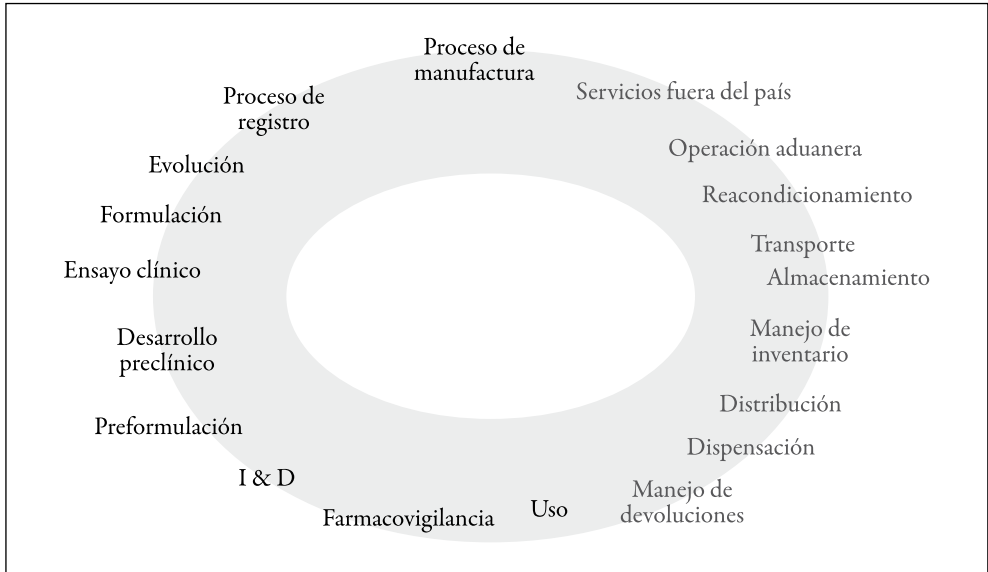 Proceso de
manufactura
Servicios fuera del país
Operación aduanera
Reacondicionamiento
Transporte
Almacenamiento
Manejo de
inventario
Distribución
Dispensación
Manejo de
devoluciones
Uso
Farmacovigilancia
I & D
Preformulación
Desarrollo
preclínico
Ensayo clínico
Formulación
Evolución
Proceso de
registro